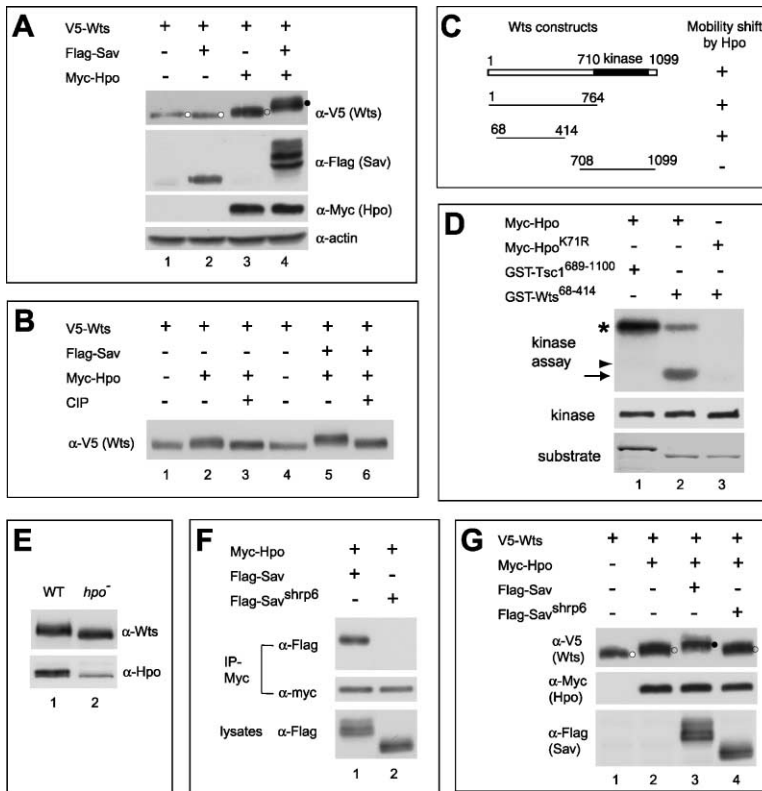 A
V5-Wts + + + +
Flag-Sav - + - +
Myc-Hpo - - + +
α-V5 (Wts)
α-Flag (Sav)
α-Myc (Hpo)
α-actin
1 2 3 4
B
V5-Wts + + + + + +
Flag-Sav - - - - + +
Myc-Hpo - + + - + +
CIP - - + - - +
α-V5 (Wts)
1 2 3 4 5 6
C
Wts constructs
Mobility shift
by Hpo
1 710 kinase 1099
+
1 764
+
68 414
+
708 1099
-
D
Myc-Hpo + + -
Myc-HpoK71R - - +
GST-Tsc1689-1100 + - -
GST-Wts68-414 - + +
*
kinase
assay
kinase
substrate
1 2 3
E
WT hpo-
α-Wts
α-Hpo
1 2
F
Myc-Hpo + +
Flag-Sav + -
Flag-Savshrp6 - +
IP-
Myc
α-Flag
α-myc
lysates α-Flag
1 2
G
V5-Wts + + + +
Myc-Hpo - + + +
Flag-Sav - - + -
Flag-Savshrp6 - - - +
α-V5
(Wts)
α-Myc
(Hpo)
α-Flag
(Sav)
1 2 3 4